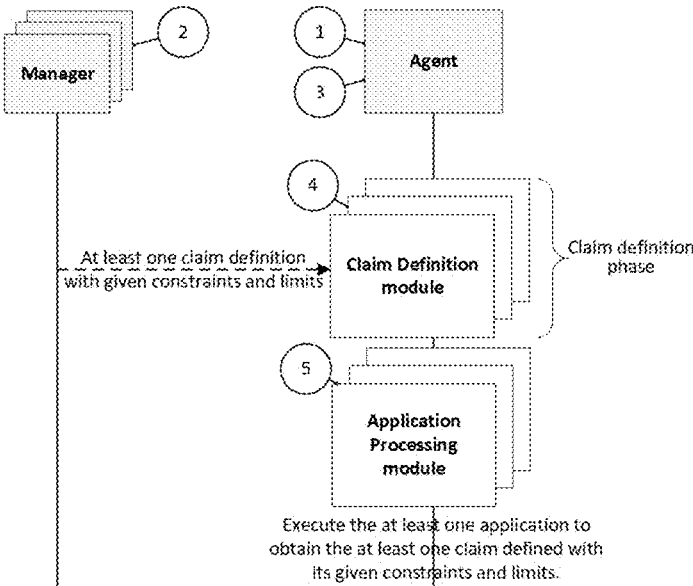 2
1
Manager
Agent
3
4
At least one claim definition
with given constraints and limits
Claim Definition
module
Claim definition
phase
5
Application
Processing
module
Execute the at least one application to
obtain the at least one claim defined with
its given constraints and limits.